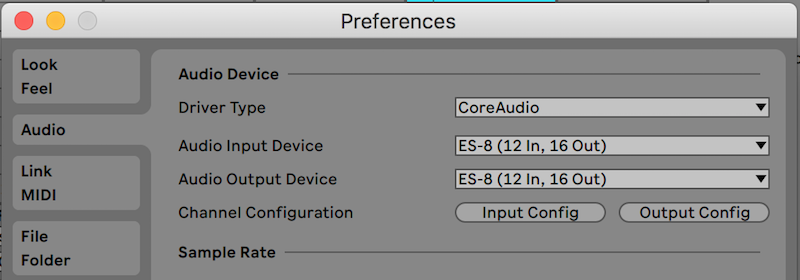 Preferences
Look
Feel
Audio
Link
MIDI
File
Folder
Audio Device
Driver Type CoreAudio
Audio Input Device ES-8 (12 In, 16 Out)
Audio Output Device ES-8 (12 In, 16 Out)
Channel Configuration Input Config Output Config
Sample Rate